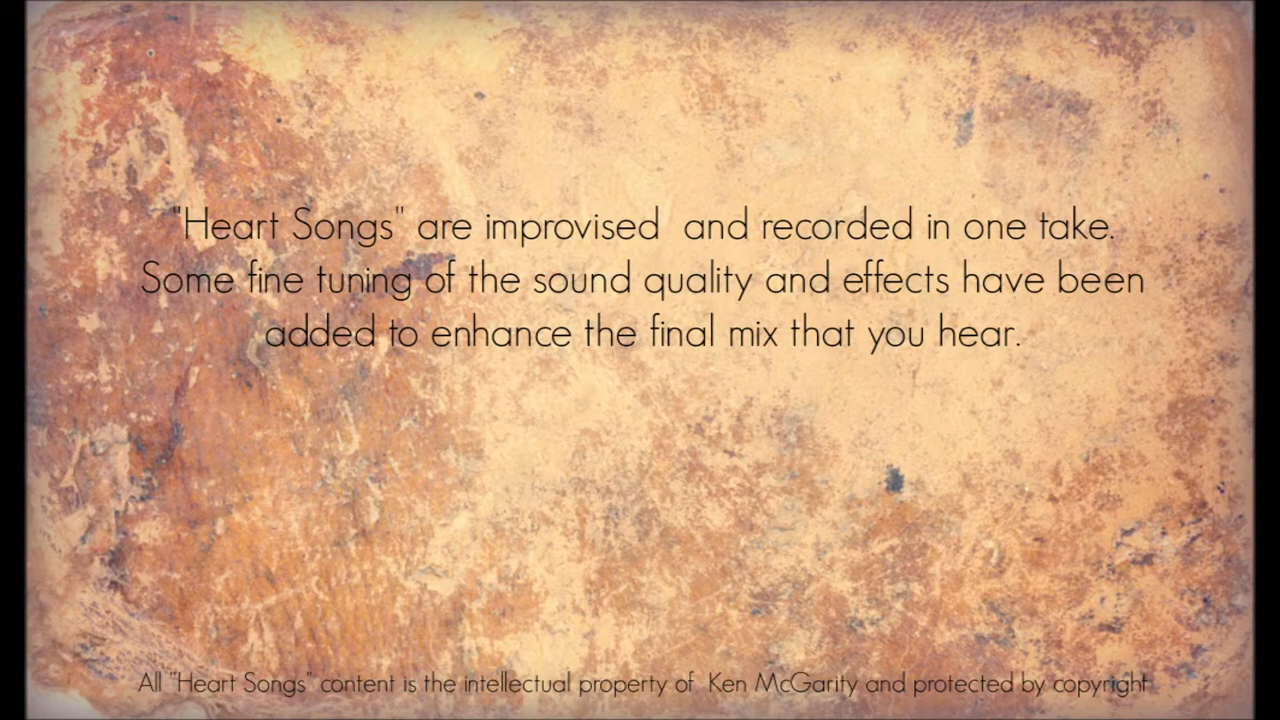 "Heart Songs" are improvised  and recorded in one take.
Some fine tuning of the sound quality and effects have been
added to enhance the final mix that you hear.
All "Heart Songs" content is the intellectual property of  Ken McGarity and protected by copyright